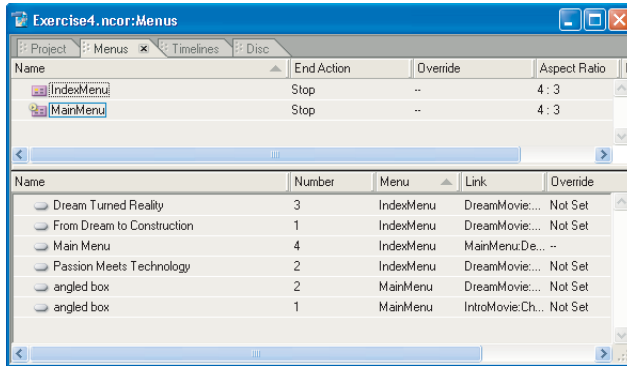 Exercise4.ncor:Menus
Project Menus Timelines Disc
Name End Action Override Aspect Ratio
IndexMenu Stop -- 4 : 3
MainMenu Stop -- 4 : 3
Name Number Menu Link Override
Dream Turned Reality 3 IndexMenu DreamMovie:... Not Set
From Dream to Construction 1 IndexMenu DreamMovie:... Not Set
Main Menu 4 IndexMenu MainMenu:De... --
Passion Meets Technology 2 IndexMenu DreamMovie:... Not Set
angled box 2 MainMenu DreamMovie:... Not Set
angled box 1 MainMenu IntroMovie:Ch... Not Set